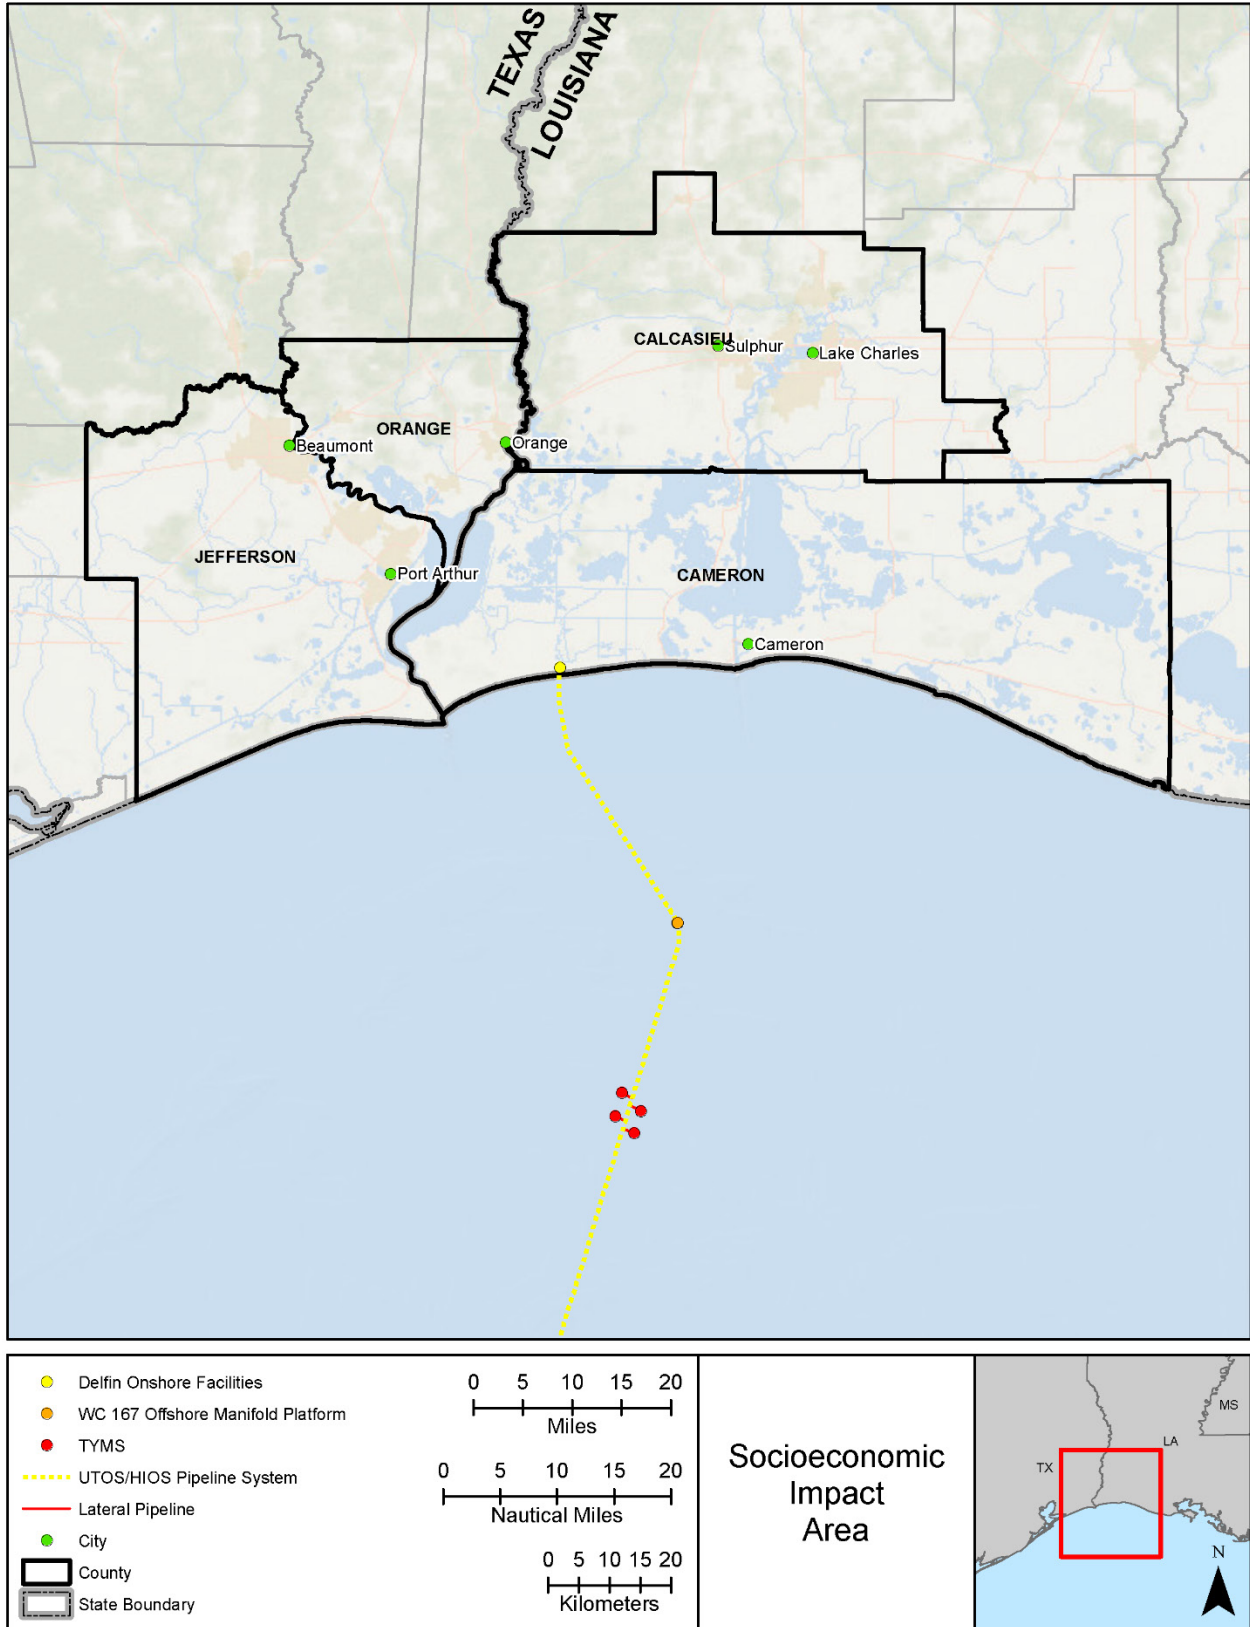 TEXAS
LOUISIANA
CALCASIEU
Sulphur
Lake Charles
ORANGE
Orange
Beaumont
JEFFERSON
Port Arthur
CAMERON
Cameron
Delfin Onshore Facilities
WC 167 Offshore Manifold Platform
TYMS
UTOS/HIOS Pipeline System
Lateral Pipeline
City
County
State Boundary
0 5 10 15 20
Miles
0 5 10 15 20
Nautical Miles
0 5 10 15 20
Kilometers
Socioeconomic
Impact
Area
MS
LA
TX
N